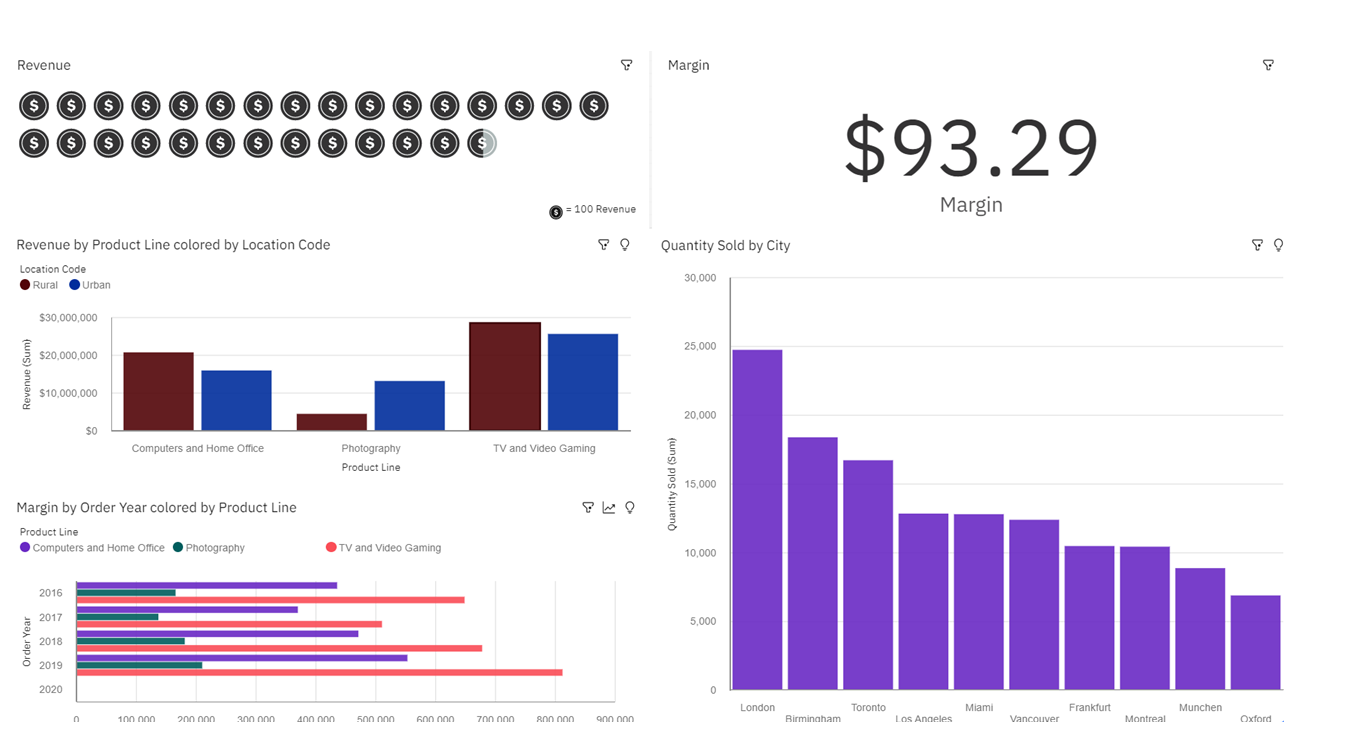 Revenue
= 100 Revenue
Margin
$93.29
Margin
Revenue by Product Line colored by Location Code
Location Code
Rural Urban
Revenue (Sum)
$30,000,000
$20,000,000
$10,000,000
$0
Computers and Home Office Photography TV and Video Gaming
Product Line
Margin by Order Year colored by Product Line
Product Line
Computers and Home Office Photography TV and Video Gaming
Order Year
2016
2017
2018
2019
2020
0 100,000 200,000 300,000 400,000 500,000 600,000 700,000 800,000 900,000
Quantity Sold by City
Quantity Sold (Sum)
30,000
25,000
20,000
15,000
10,000
5,000
0
London Toronto Miami Frankfurt Munchen
Birmingham Los Angeles Vancouver Montreal Oxford